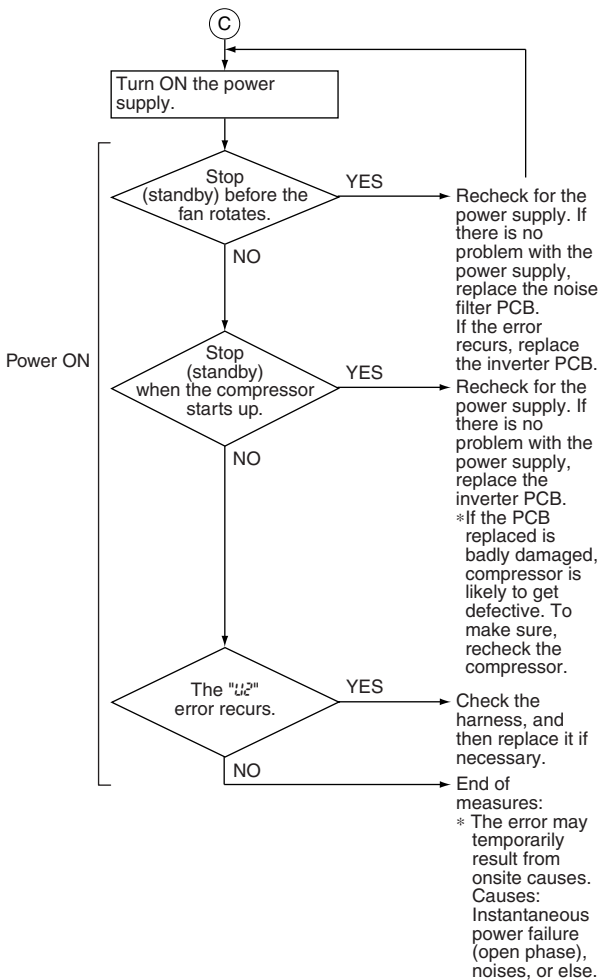 C
Turn ON the power
supply.
Stop
(standby) before the
fan rotates.
YES
Recheck for the
power supply. If
there is no
problem with the
power supply,
replace the noise
filter PCB.
If the error
recurs, replace
the inverter PCB.
NO
Power ON
Stop
(standby)
when the compressor
starts up.
YES
Recheck for the
power supply. If
there is no
problem with the
power supply,
replace the
inverter PCB.
*If the PCB
replaced is
badly damaged,
compressor is
likely to get
defective. To
make sure,
recheck the
compressor.
NO
The "U2"
error recurs.
YES
Check the
harness, and
then replace it if
necessary.
NO
End of
measures:
* The error may
temporarily
result from
onsite causes.
Causes:
Instantaneous
power failure
(open phase),
noises, or else.